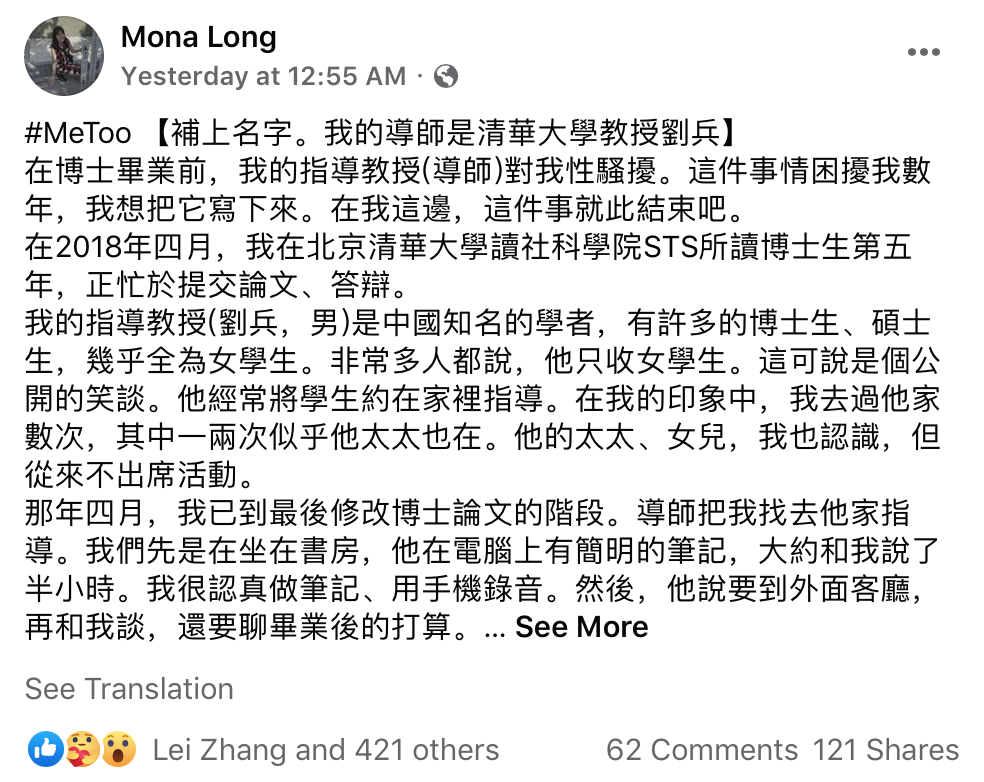 Mona Long
Yesterday at 12:55 AM ·
#MeToo 【補上名字。我的導師是清華大學教授劉兵】
在博士畢業前，我的指導教授(導師)對我性騷擾。這件事情困擾我數
年，我想把它寫下來。在我這邊，這件事就此結束吧。
在2018年四月，我在北京清華大學讀社科學院STS所讀博士生第五
年，正忙於提交論文、答辯。
我的指導教授(劉兵，男)是中國知名的學者，有許多的博士生、碩士
生，幾乎全為女學生。非常多人都說，他只收女學生。這可說是個公
開的笑談。他經常將學生約在家裡指導。在我的印象中，我去過他家
數次，其中一兩次似乎他太太也在。他的太太、女兒，我也認識，但
從來不出席活動。
那年四月，我已到最後修改博士論文的階段。導師把我找去他家指
導。我們先是在坐在書房，他在電腦上有簡明的筆記，大約和我說了
半小時。我很認真做筆記、用手機錄音。然後，他說要到外面客廳，
再和我談，還要聊畢業後的打算。... See More
See Translation
Lei Zhang and 421 others 62 Comments 121 Shares